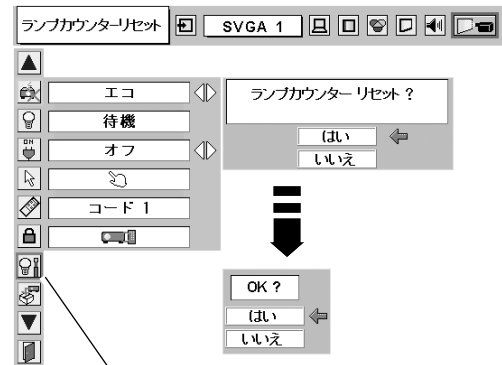 ランプカウンターリセット
SVGA 1
エコ
待機
オフ
コード 1
ランプカウンター リセット ?
はい
いいえ
OK ?
はい
いいえ
ON